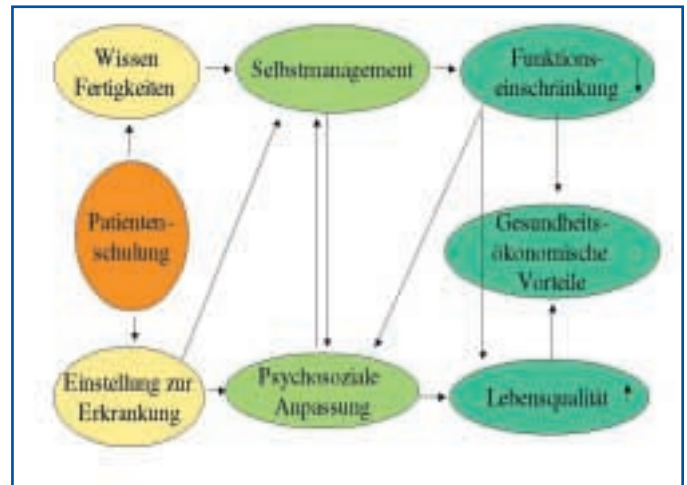 Wissen
Fertigkeiten
Selbstmanagement
Funktions-
einschränkung
Patienten-
schulung
Gesundheits-
ökonomische
Vorteile
Einstellung zur
Erkrankung
Psychosoziale
Anpassung
Lebensqualität